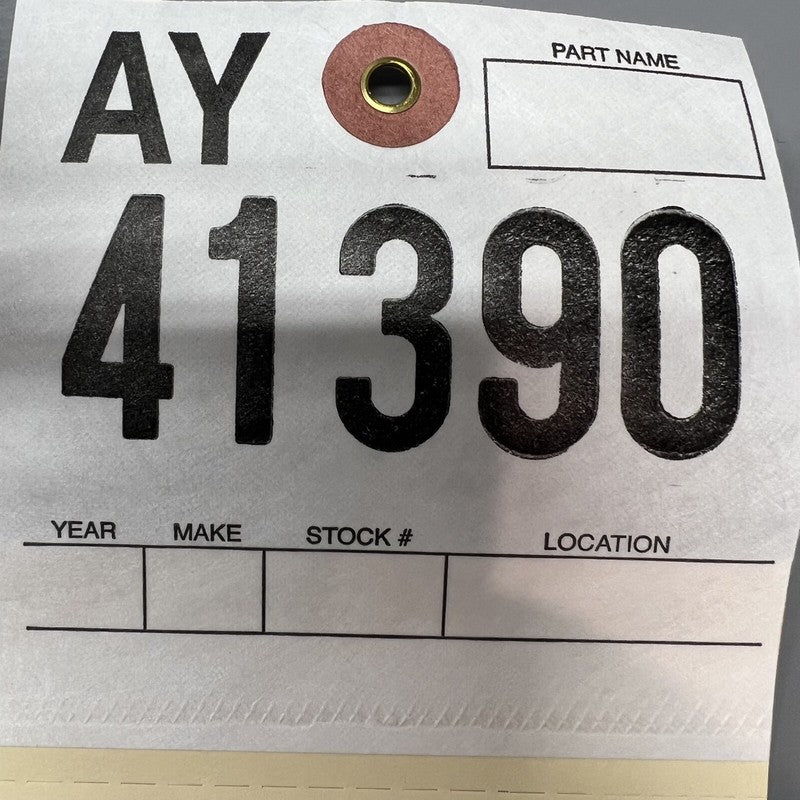 AY
PART NAME
41390
YEAR MAKE STOCK # LOCATION